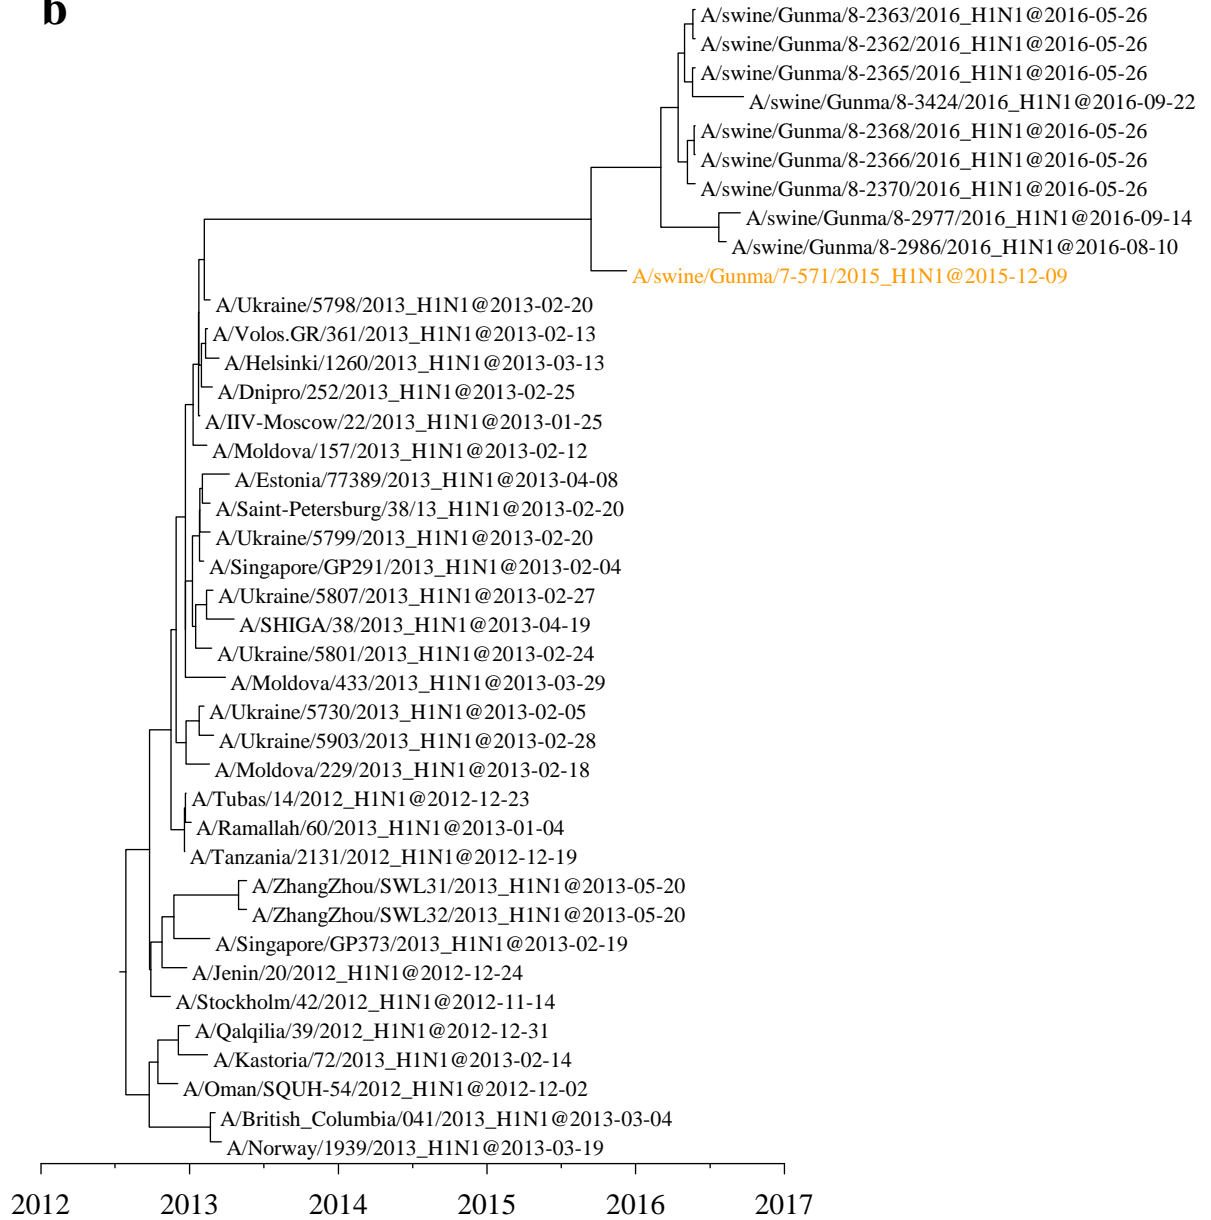 b
A/swine/Gunma/8-2363/2016_H1N1@2016-05-26
A/swine/Gunma/8-2362/2016_H1N1@2016-05-26
A/swine/Gunma/8-2365/2016_H1N1@2016-05-26
A/swine/Gunma/8-3424/2016_H1N1@2016-09-22
A/swine/Gunma/8-2368/2016_H1N1@2016-05-26
A/swine/Gunma/8-2366/2016_H1N1@2016-05-26
A/swine/Gunma/8-2370/2016_H1N1@2016-05-26
A/swine/Gunma/8-2977/2016_H1N1@2016-09-14
A/swine/Gunma/8-2986/2016_H1N1@2016-08-10
A/swine/Gunma/7-571/2015_H1N1@2015-12-09
A/Ukraine/5798/2013_H1N1@2013-02-20
A/Volos.GR/361/2013_H1N1@2013-02-13
A/Helsinki/1260/2013_H1N1@2013-03-13
A/Dnipro/252/2013_H1N1@2013-02-25
A/IIV-Moscow/22/2013_H1N1@2013-01-25
A/Moldova/157/2013_H1N1@2013-02-12
A/Estonia/77389/2013_H1N1@2013-04-08
A/Saint-Petersburg/38/13_H1N1@2013-02-20
A/Ukraine/5799/2013_H1N1@2013-02-20
A/Singapore/GP291/2013_H1N1@2013-02-04
A/Ukraine/5807/2013_H1N1@2013-02-27
A/SHIGA/38/2013_H1N1@2013-04-19
A/Ukraine/5801/2013_H1N1@2013-02-24
A/Moldova/433/2013_H1N1@2013-03-29
A/Ukraine/5730/2013_H1N1@2013-02-05
A/Ukraine/5903/2013_H1N1@2013-02-28
A/Moldova/229/2013_H1N1@2013-02-18
A/Tubas/14/2012_H1N1@2012-12-23
A/Ramallah/60/2013_H1N1@2013-01-04
A/Tanzania/2131/2012_H1N1@2012-12-19
A/ZhangZhou/SWL31/2013_H1N1@2013-05-20
A/ZhangZhou/SWL32/2013_H1N1@2013-05-20
A/Singapore/GP373/2013_H1N1@2013-02-19
A/Jenin/20/2012_H1N1@2012-12-24
A/Stockholm/42/2012_H1N1@2012-11-14
A/Qalqilia/39/2012_H1N1@2012-12-31
A/Kastoria/72/2013_H1N1@2013-02-14
A/Oman/SQUH-54/2012_H1N1@2012-12-02
A/British_Columbia/041/2013_H1N1@2013-03-04
A/Norway/1939/2013_H1N1@2013-03-19
2012 2013 2014 2015 2016 2017